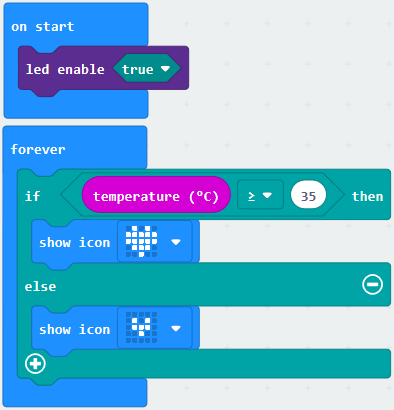 on start
led enable true
forever
if temperature (°C) ≥ 35 then
show icon
else
show icon